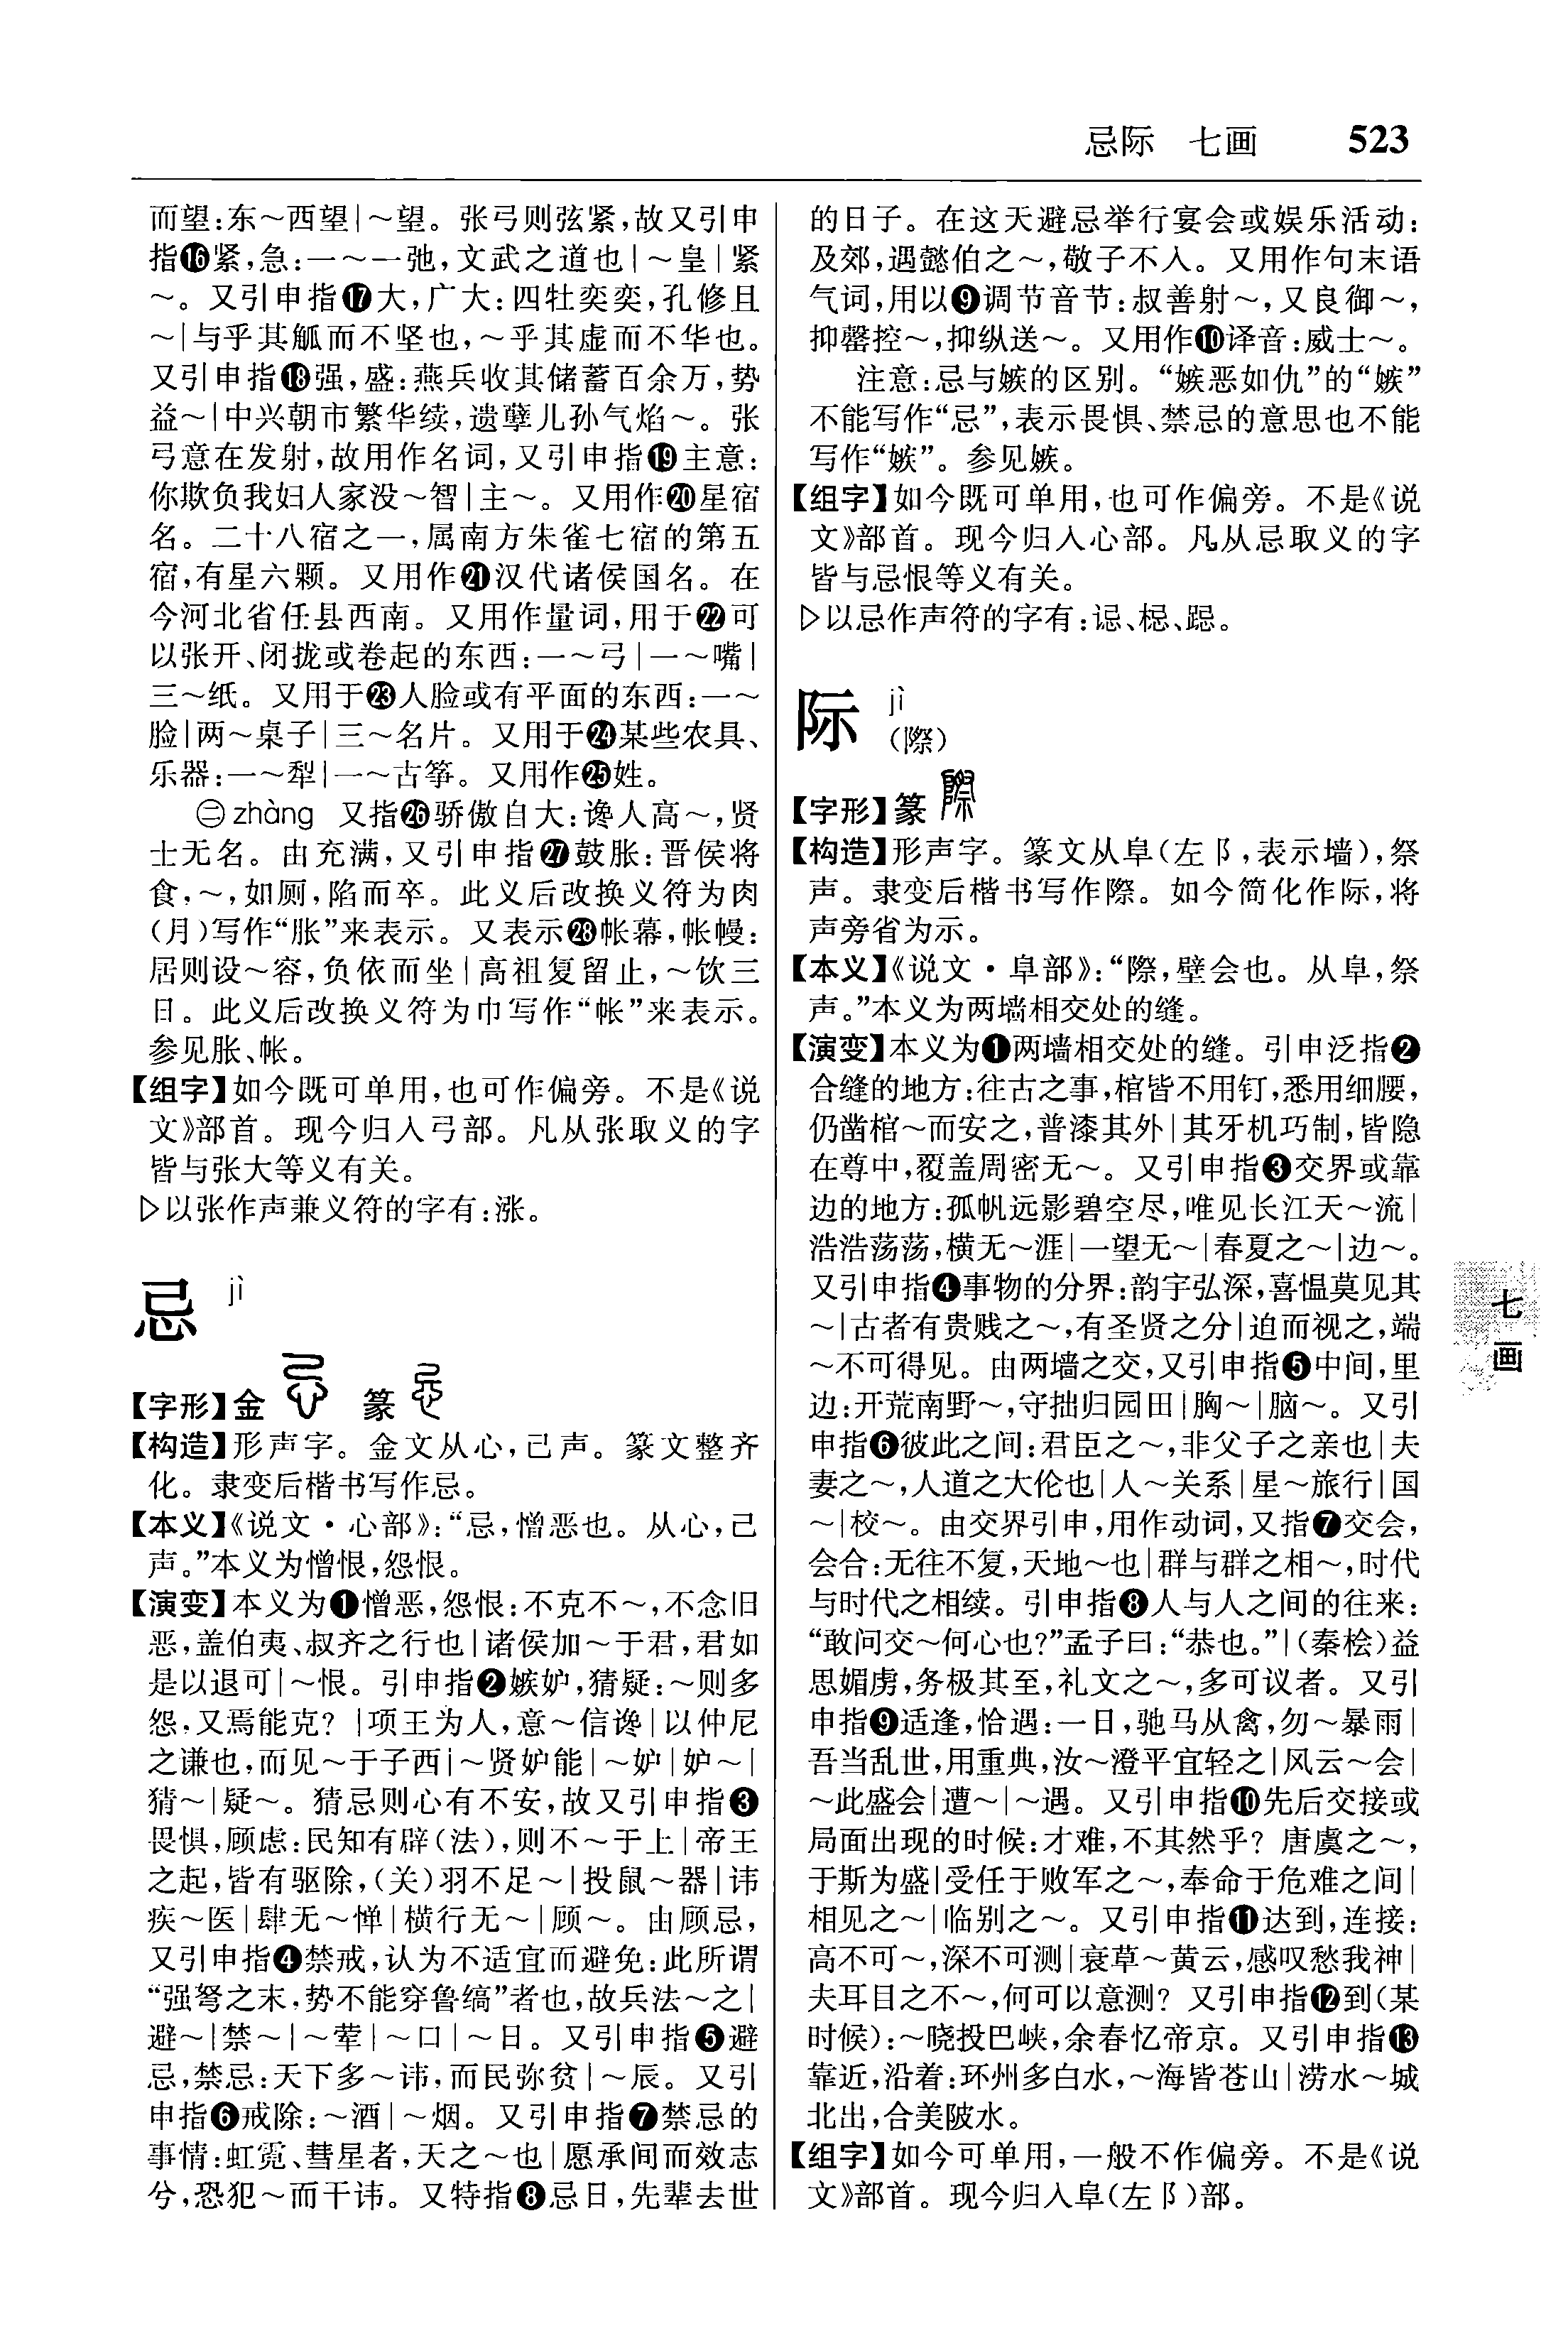 忌际 七画 523
而望:东～西望|～望。张弓则弦紧,故又引申
指⓰紧,急:一～一弛,文武之道也|～皇|紧
～。又引申指⓱大,广大:四牡奕奕,孔修且
～|与乎其觚而不坚也,～乎其虚而不华也。
又引申指⓲强,盛:燕兵收其储蓄百余万,势
益～|中兴朝市繁华续,遗孽儿孙气焰～。张
弓意在发射,故用作名词,又引申指⓳主意:
你欺负我妇人家没～智|主～。又用作⓴星宿
名。二十八宿之一,属南方朱雀七宿的第五
宿,有星六颗。又用作㉑汉代诸侯国名。在
今河北省任县西南。又用作量词,用于㉒可
以张开、闭拢或卷起的东西:一～弓|一～嘴|
三～纸。又用于㉓人脸或有平面的东西:一～
脸|两～桌子|三～名片。又用于㉔某些农具、
乐器:一～犁|一～古筝。又用作㉕姓。
㊁zhàng 又指㉖骄傲自大:谗人高～,贤
士无名。由充满,又引申指㉗鼓胀:晋侯将
食,～,如厕,陷而卒。此义后改换义符为肉
(月)写作“胀”来表示。又表示㉘帐幕,帐幔:
居则设～容,负依而坐|高祖复留止,～饮三
日。此义后改换义符为巾写作“帐”来表示。
参见胀、帐。
【组字】如今既可单用,也可作偏旁。不是《说
文》部首。现今归入弓部。凡从张取义的字
皆与张大等义有关。
▷以张作声兼义符的字有:涨。
忌 jì
【字形】金 篆
【构造】形声字。金文从心,己声。篆文整齐
化。隶变后楷书写作忌。
【本义】《说文·心部》:“忌,憎恶也。从心,己
声。”本义为憎恨,怨恨。
【演变】本义为❶憎恶,怨恨:不克不～,不念旧
恶,盖伯夷、叔齐之行也|诸侯加～于君,君如
是以退可|～恨。引申指❷嫉妒,猜疑:～则多
怨,又焉能克?|项王为人,意～信谗|以仲尼
之谦也,而见～于子西|～贤妒能|～妒|妒～|
猜～|疑～。猜忌则心有不安,故又引申指❸
畏惧,顾虑:民知有辟(法),则不～于上|帝王
之起,皆有驱除,(关)羽不足～|投鼠～器|讳
疾～医|肆无～惮|横行无～|顾～。由顾忌,
又引申指❹禁戒,认为不适宜而避免:此所谓
“强弩之末,势不能穿鲁缟”者也,故兵法～之|
避～|禁～|～荤|～口|～日。又引申指❺避
忌,禁忌:天下多～讳,而民弥贫|～辰。又引
申指❻戒除:～酒|～烟。又引申指❼禁忌的
事情:虹霓、彗星者,天之～也|愿承间而效志
兮,恐犯～而干讳。又特指❽忌日,先辈去世
的日子。在这天避忌举行宴会或娱乐活动:
及郊,遇懿伯之～,敬子不入。又用作句末语
气词,用以❾调节音节:叔善射～,又良御～,
抑罄控～,抑纵送～。又用作❿译音:威士～。
注意:忌与嫉的区别。“嫉恶如仇”的“嫉”
不能写作“忌”,表示畏惧、禁忌的意思也不能
写作“嫉”。参见嫉。
【组字】如今既可单用,也可作偏旁。不是《说
文》部首。现今归入心部。凡从忌取义的字
皆与忌恨等义有关。
▷以忌作声符的字有:誋、梞、跽。
际 jì
(際)
【字形】篆
【构造】形声字。篆文从阜(左阝,表示墙),祭
声。隶变后楷书写作際。如今简化作际,将
声旁省为示。
【本义】《说文·阜部》:“際,壁会也。从阜,祭
声。”本义为两墙相交处的缝。
【演变】本义为❶两墙相交处的缝。引申泛指❷
合缝的地方:往古之事,棺皆不用钉,悉用细腰,
仍凿棺～而安之,普漆其外|其牙机巧制,皆隐
在尊中,覆盖周密无～。又引申指❸交界或靠
边的地方:孤帆远影碧空尽,唯见长江天～流|
浩浩荡荡,横无～涯|一望无～|春夏之～|边～。
又引申指❹事物的分界:韵宇弘深,喜愠莫见其
～|古者有贵贱之～,有圣贤之分|迫而视之,端
～不可得见。由两墙之交,又引申指❺中间,里
边:开荒南野～,守拙归园田|胸～|脑～。又引
申指❻彼此之间:君臣之～,非父子之亲也|夫
妻之～,人道之大伦也|人～关系|星～旅行|国
～|校～。由交界引申,用作动词,又指❼交会,
会合:无往不复,天地～也|群与群之相～,时代
与时代之相续。引申指❽人与人之间的往来:
“敢问交～何心也?”孟子曰:“恭也。”|(秦桧)益
思媚虏,务极其至,礼文之～,多可议者。又引
申指❾适逢,恰遇:一日,驰马从禽,勿～暴雨|
吾当乱世,用重典,汝～澄平宜轻之|风云～会|
～此盛会|遭～|～遇。又引申指❿先后交接或
局面出现的时候:才难,不其然乎?唐虞之～,
于斯为盛|受任于败军之～,奉命于危难之间|
相见之～|临别之～。又引申指⓫达到,连接:
高不可～,深不可测|衰草～黄云,感叹愁我神|
夫耳目之不～,何可以意测?又引申指⓬到(某
时候):～晓投巴峡,余春忆帝京。又引申指⓭
靠近,沿着:环州多白水,～海皆苍山|涝水～城
北出,合美陂水。
【组字】如今可单用,一般不作偏旁。不是《说
文》部首。现今归入阜(左阝)部。
七画